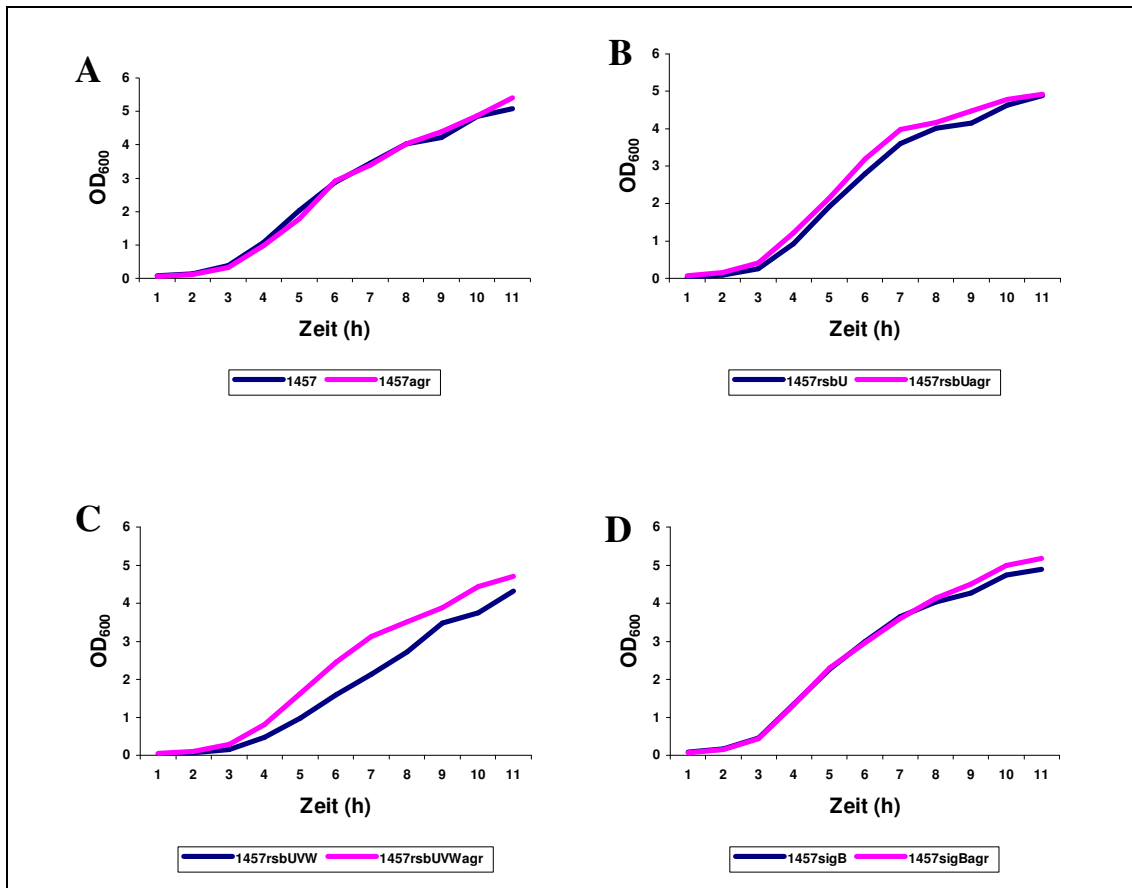 A
OD600
6
5
4
3
2
1
0
1 2 3 4 5 6 7 8 9 10 11
Zeit (h)
1457 1457agr
B
OD600
6
5
4
3
2
1
0
1 2 3 4 5 6 7 8 9 10 11
Zeit (h)
1457rsbU 1457rsbUagr
C
OD600
6
5
4
3
2
1
0
1 2 3 4 5 6 7 8 9 10 11
Zeit (h)
1457rsbUVW 1457rsbUVWagr
D
OD600
6
5
4
3
2
1
0
1 2 3 4 5 6 7 8 9 10 11
Zeit (h)
1457sigB 1457sigBagr